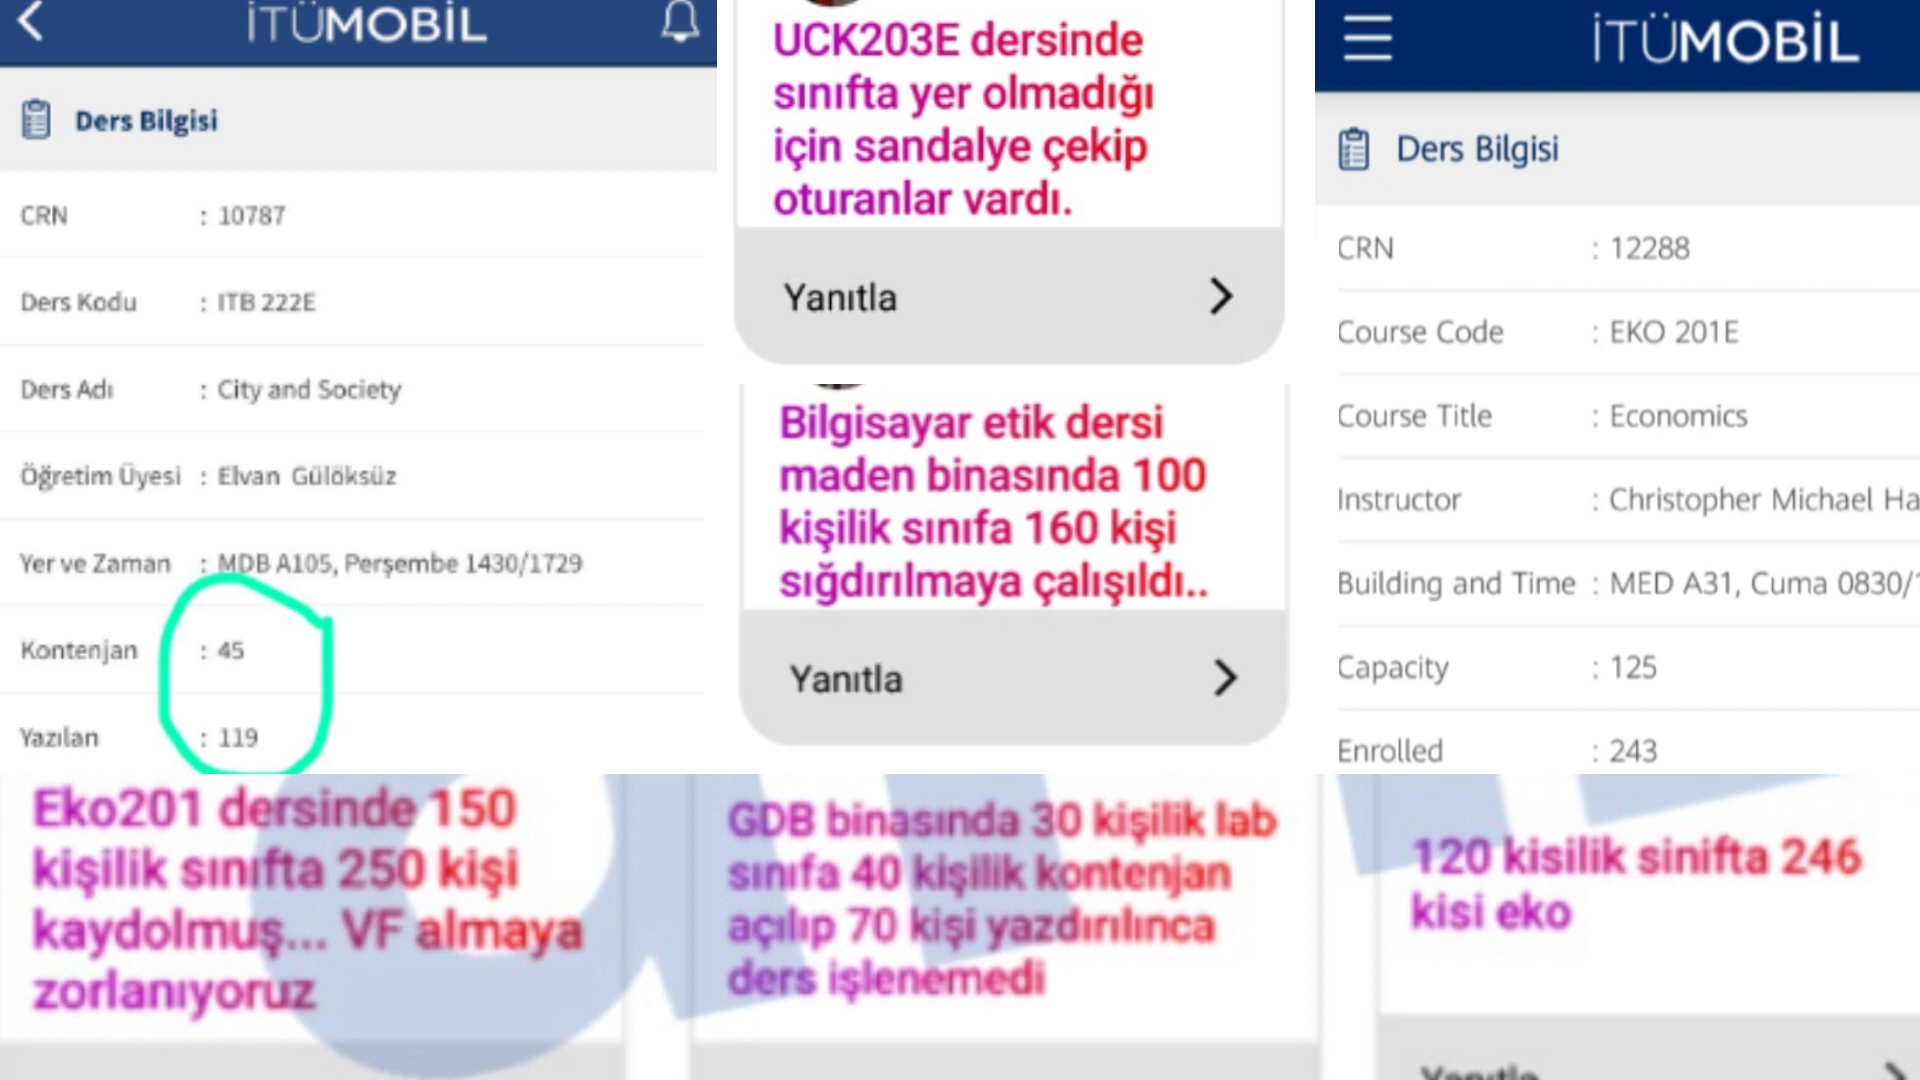 İTÜMOBİL
Ders Bilgisi
CRN : 10787
Ders Kodu : ITB 222E
Ders Adı : City and Society
Öğretim Üyesi : Elvan Gülöksüz
Yer ve Zaman : MDB A105, Perşembe 1430/1729
Kontenjan : 45
Yazılan : 119
UCK203E dersinde
sınıfta yer olmadığı
için sandalye çekip
oturanlar vardı.
Yanıtla
Bilgisayar etik dersi
maden binasında 100
kişilik sınıfa 160 kişi
sığdırılmaya çalışıldı..
Yanıtla
İTÜMOBİL
Ders Bilgisi
CRN : 12288
Course Code : EKO 201E
Course Title : Economics
Instructor : Christopher Michael Ha
Building and Time : MED A31, Cuma 0830/1
Capacity : 125
Enrolled : 243
Eko201 dersinde 150
kişilik sınıfta 250 kişi
kaydolmuş... VF almaya
zorlanıyoruz
GDB binasında 30 kişilik lab
sınıfa 40 kişilik kontenjan
açılıp 70 kişi yazdırılınca
ders işlenemedi
120 kisilik sinifta 246
kisi eko
Yanıtla